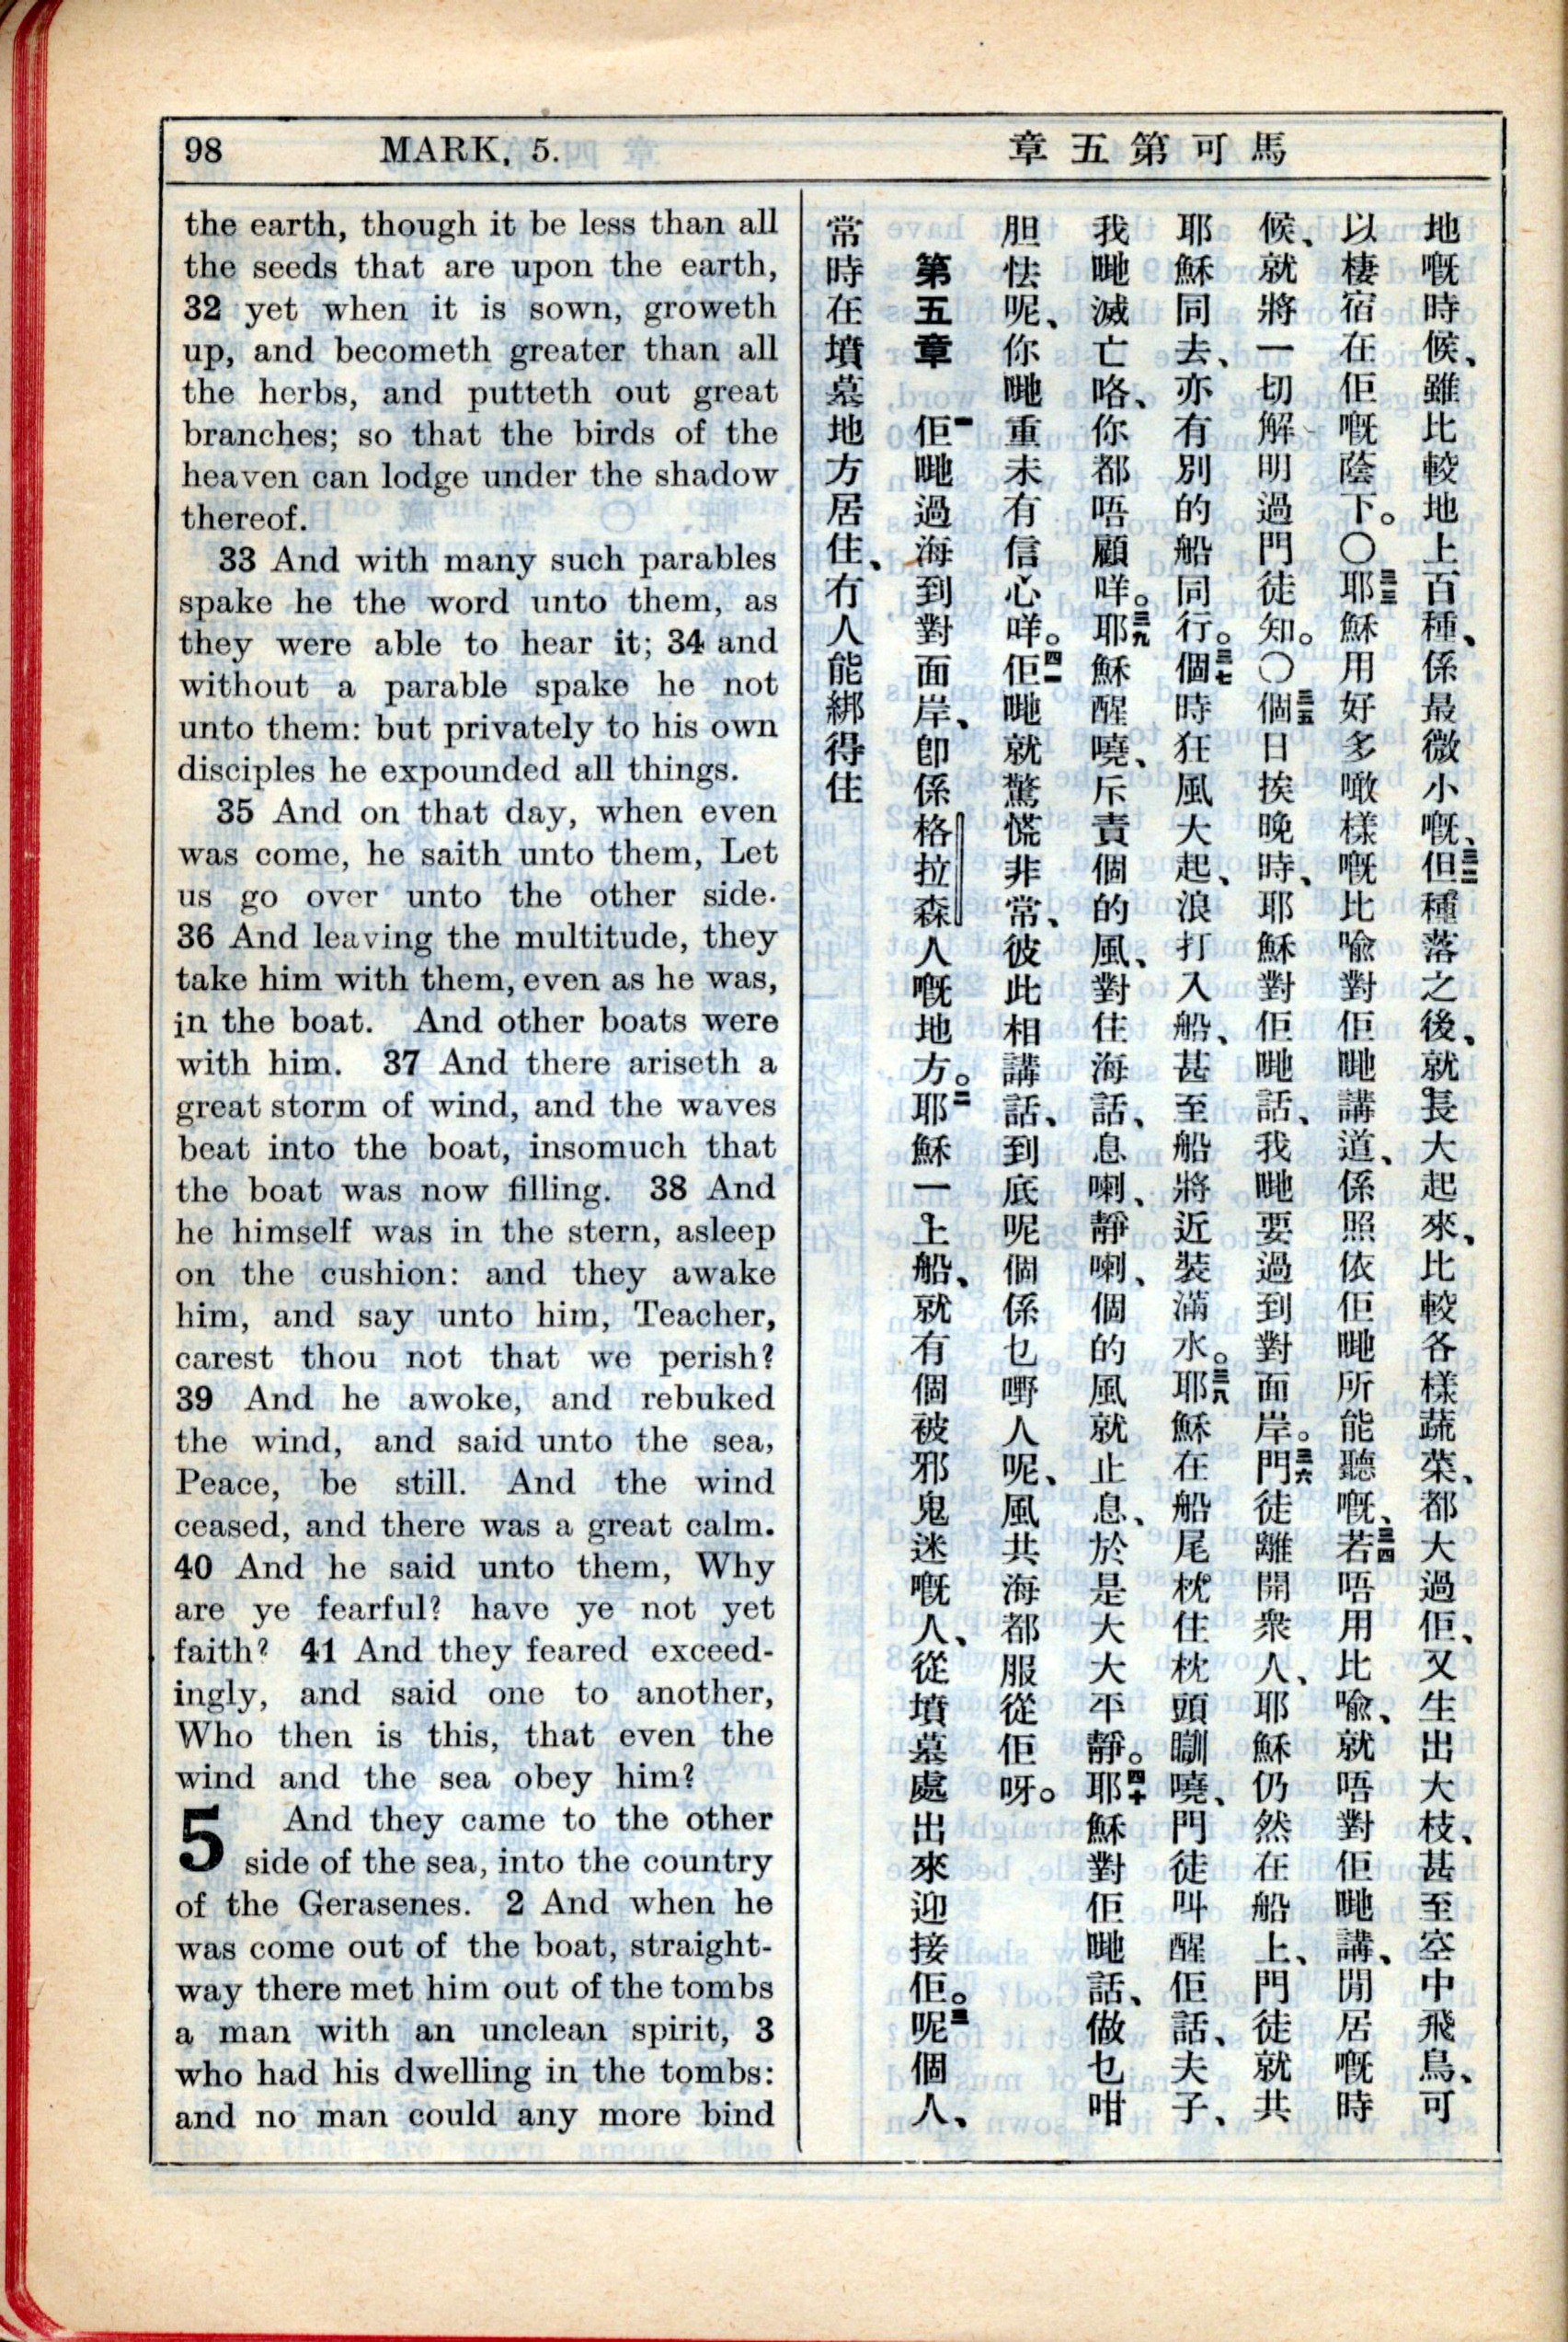 98 MARK, 5. 章五第可馬
the earth, though it be less than all
the seeds that are upon the earth,
32 yet when it is sown, groweth
up, and becometh greater than all
the herbs, and putteth out great
branches; so that the birds of the
heaven can lodge under the shadow
thereof.
33 And with many such parables
spake he the word unto them, as
they were able to hear it; 34 and
without a parable spake he not
unto them: but privately to his own
disciples he expounded all things.
35 And on that day, when even
was come, he saith unto them, Let
us go over unto the other side.
36 And leaving the multitude, they
take him with them, even as he was,
in the boat. And other boats were
with him. 37 And there ariseth a
great storm of wind, and the waves
beat into the boat, insomuch that
the boat was now filling. 38 And
he himself was in the stern, asleep
on the cushion: and they awake
him, and say unto him, Teacher,
carest thou not that we perish?
39 And he awoke, and rebuked
the wind, and said unto the sea,
Peace, be still. And the wind
ceased, and there was a great calm.
40 And he said unto them, Why
are ye fearful? have ye not yet
faith? 41 And they feared exceed-
ingly, and said one to another,
Who then is this, that even the
wind and the sea obey him?
5 And they came to the other
side of the sea, into the country
of the Gerasenes. 2 And when he
was come out of the boat, straight-
way there met him out of the tombs
a man with an unclean spirit, 3
who had his dwelling in the tombs:
and no man could any more bind
地嘅時候、雖比較地上百種、係最微小嘅、三二但種落之後、就長大起來、比較各樣蔬菜、都大過佢、又生出大枝、甚至空中飛鳥、可
以棲宿在佢嘅蔭下。〇三三耶穌用好多噉樣嘅比喻對佢哋講道、係照依佢哋所能聽嘅、三四若唔用比喻、就唔對佢哋講、閒居嘅時
候、就將一切解明過門徒知。〇三五個日挨晚時、耶穌對佢哋話、我哋要過到對面岸。三六門徒離開衆人、耶穌仍然在船上、門徒就共
耶穌同去、亦有別的船同行。三七個時狂風大起、浪打入船、甚至船將近裝滿水。三八耶穌在船尾枕住枕頭瞓嘵、門徒叫醒佢話、夫子、
我哋滅亡咯、你都唔顧咩。三九耶穌醒嘵、斥責個的風、對住海話、息喇、靜喇、個的風就止息、於是大大平靜。四十耶穌對佢哋話、做乜咁
胆怯呢、你哋重未有信心咩。四一佢哋就驚慌非常、彼此相講話、到底呢個係乜嘢人呢、風共海都服從佢呀。
第五章 一佢哋過海到對面岸、卽係格拉森人嘅地方。二耶穌一上船、就有個被邪鬼迷嘅人、從墳墓處出來迎接佢。三呢個人、
常時在墳墓地方居住、冇人能綁得住